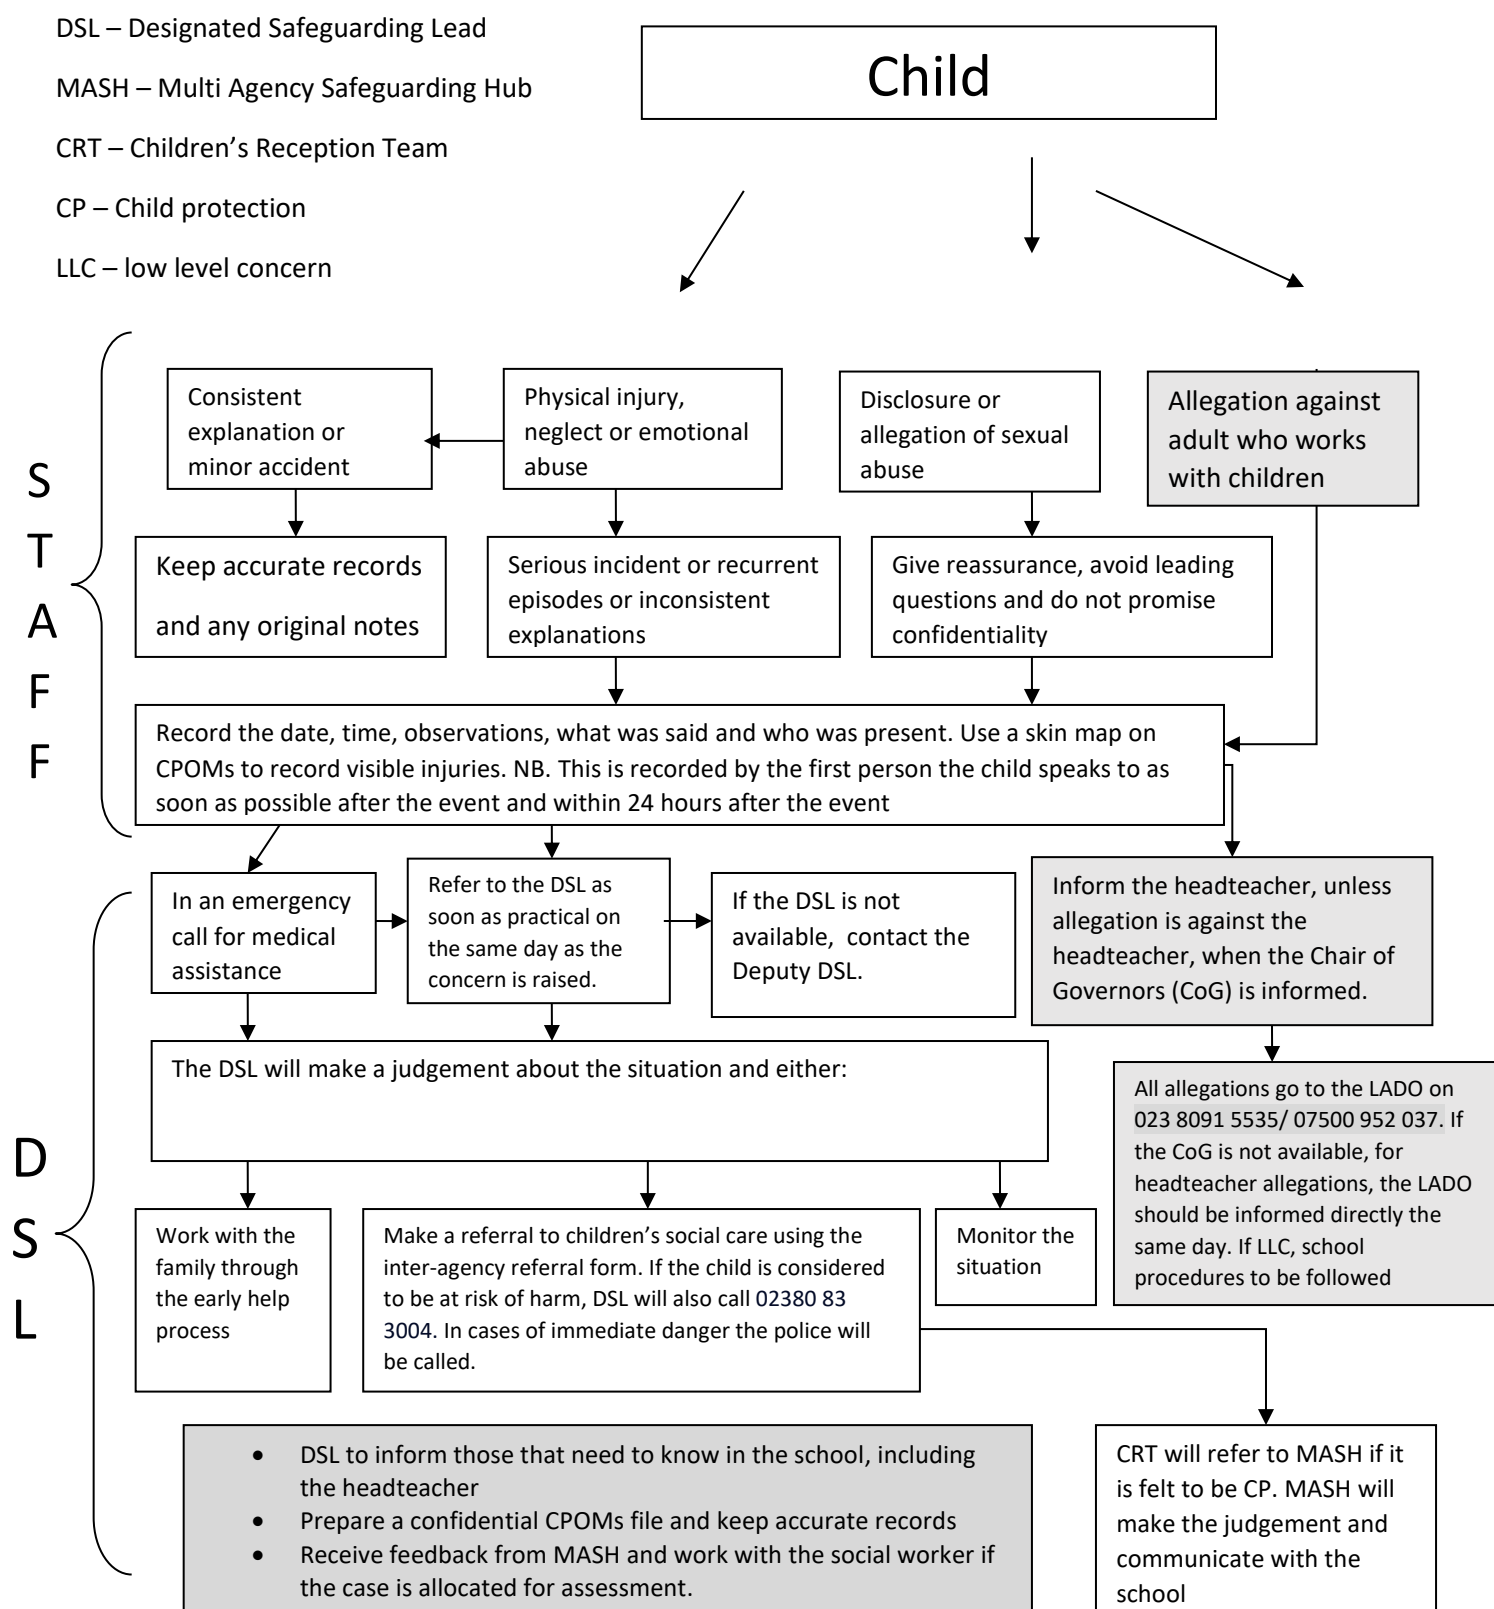 DSL – Designated Safeguarding Lead
MASH – Multi Agency Safeguarding Hub
CRT – Children's Reception Team
CP – Child protection
LLC – low level concern
Child
S
T
A
F
F
Consistent
explanation or
minor accident
Physical injury,
neglect or emotional
abuse
Disclosure or
allegation of sexual
abuse
Allegation against
adult who works
with children
Keep accurate records
and any original notes
Serious incident or recurrent
episodes or inconsistent
explanations
Give reassurance, avoid leading
questions and do not promise
confidentiality
Record the date, time, observations, what was said and who was present. Use a skin map on
CPOMs to record visible injuries. NB. This is recorded by the first person the child speaks to as
soon as possible after the event and within 24 hours after the event
D
S
L
In an emergency
call for medical
assistance
Refer to the DSL as
soon as practical on
the same day as the
concern is raised.
If the DSL is not
available,  contact the
Deputy DSL.
Inform the headteacher, unless
allegation is against the
headteacher, when the Chair of
Governors (CoG) is informed.
The DSL will make a judgement about the situation and either:
All allegations go to the LADO on
023 8091 5535/ 07500 952 037. If
the CoG is not available, for
headteacher allegations, the LADO
should be informed directly the
same day. If LLC, school
procedures to be followed
Work with the
family through
the early help
process
Make a referral to children's social care using the
inter-agency referral form. If the child is considered
to be at risk of harm, DSL will also call 02380 83
3004. In cases of immediate danger the police will
be called.
Monitor the
situation
• DSL to inform those that need to know in the school, including
the headteacher
• Prepare a confidential CPOMs file and keep accurate records
• Receive feedback from MASH and work with the social worker if
the case is allocated for assessment.
CRT will refer to MASH if it
is felt to be CP. MASH will
make the judgement and
communicate with the
school